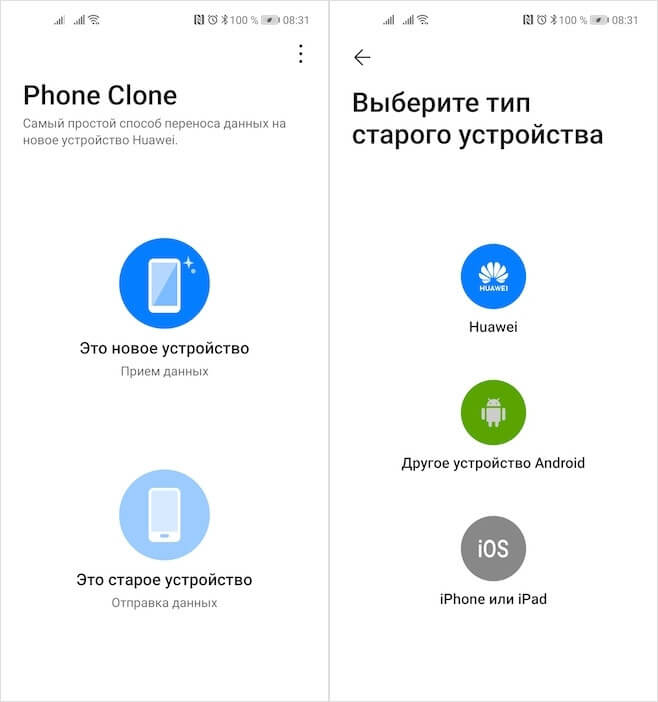 100 % 08:31
Phone Clone
Самый простой способ переноса данных на
новое устройство Huawei.
Это новое устройство
Прием данных
Это старое устройство
Отправка данных
100 % 08:31
Выберите тип
старого устройства
HUAWEI
Huawei
Другое устройство Android
iOS
iPhone или iPad